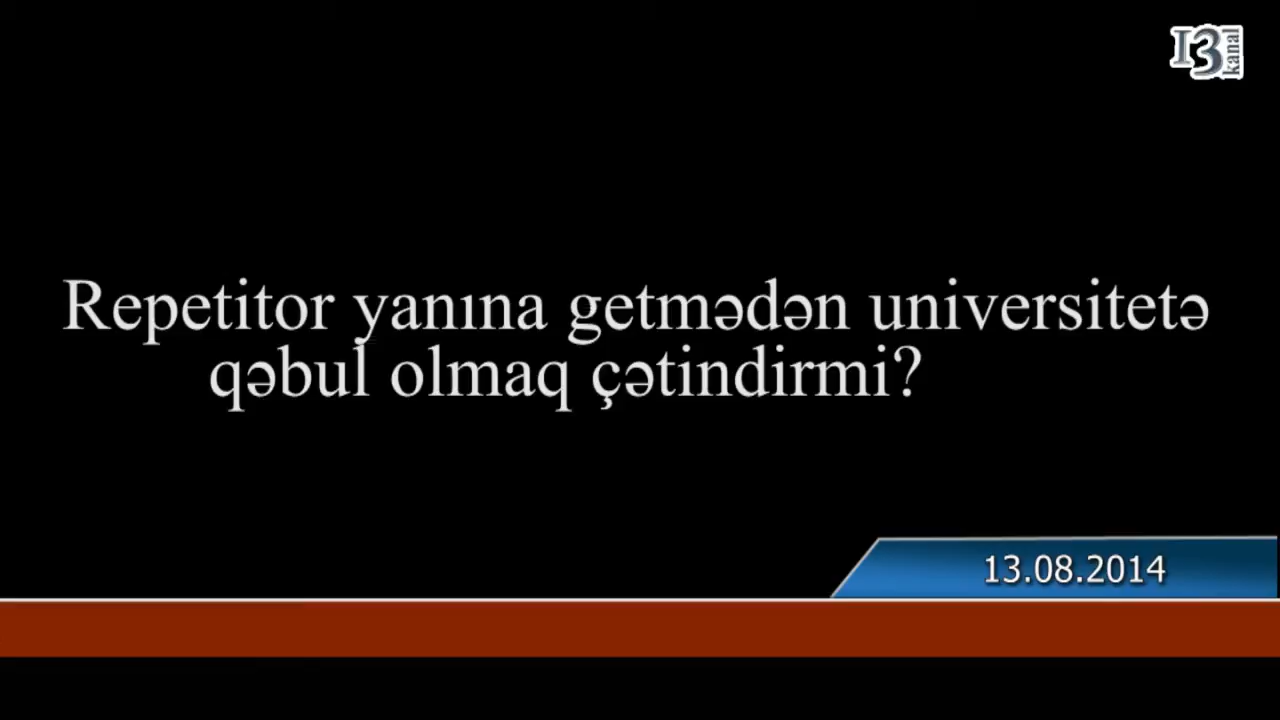 13 kanal
Repetitor yanına getmədən universitetə
qəbul olmaq çətindirmi?
13.08.2014